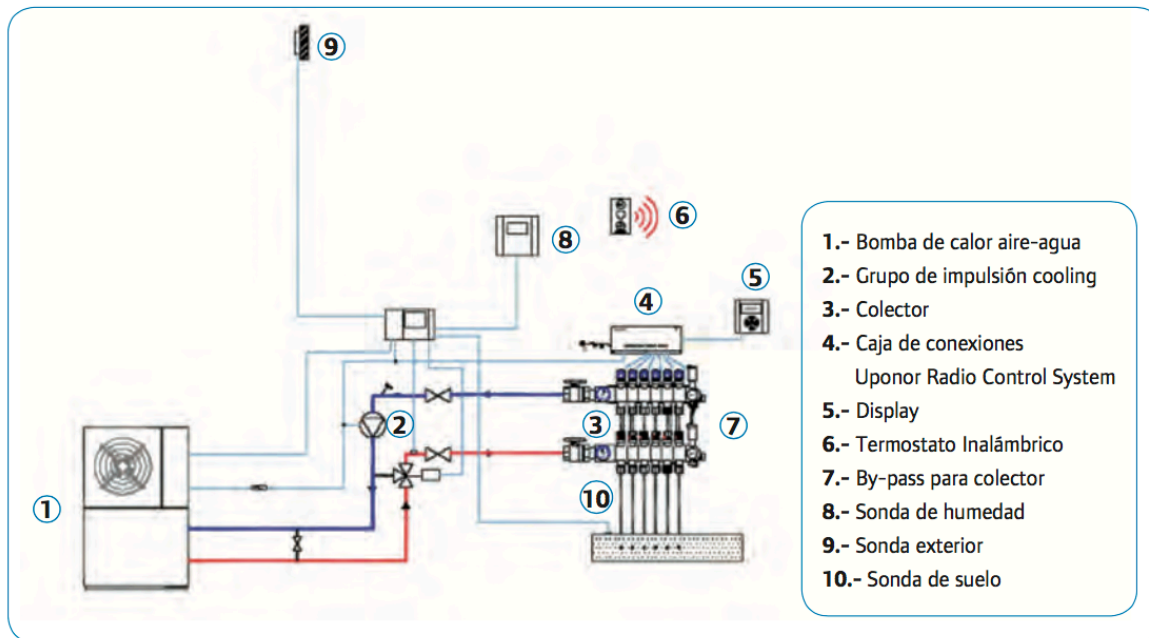 9
8
6
5
4
2
3
7
1
10
1.- Bomba de calor aire-agua
2.- Grupo de impulsión cooling
3.- Colector
4.- Caja de conexiones
Uponor Radio Control System
5.- Display
6.- Termostato Inalámbrico
7.- By-pass para colector
8.- Sonda de humedad
9.- Sonda exterior
10.- Sonda de suelo